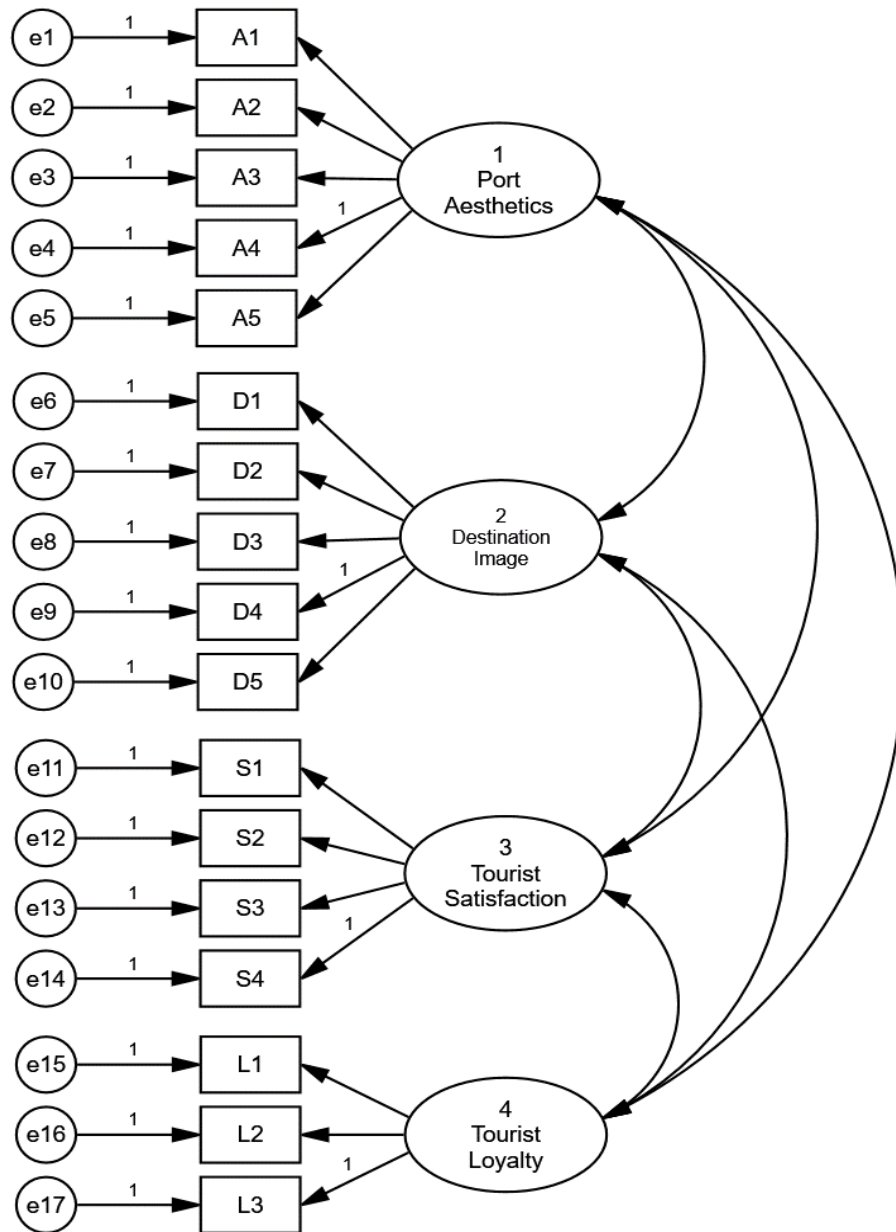 e1 1 A1
e2 1 A2
1
Port
Aesthetics
e3 1 A3
1
e4 1 A4
e5 1 A5
e6 1 D1
e7 1 D2
2
Destination
Image
e8 1 D3
1
e9 1 D4
e10 1 D5
e11 1 S1
e12 1 S2
3
Tourist
Satisfaction
e13 1 S3
1
e14 1 S4
e15 1 L1
e16 1 L2
4
Tourist
Loyalty
1
e17 1 L3